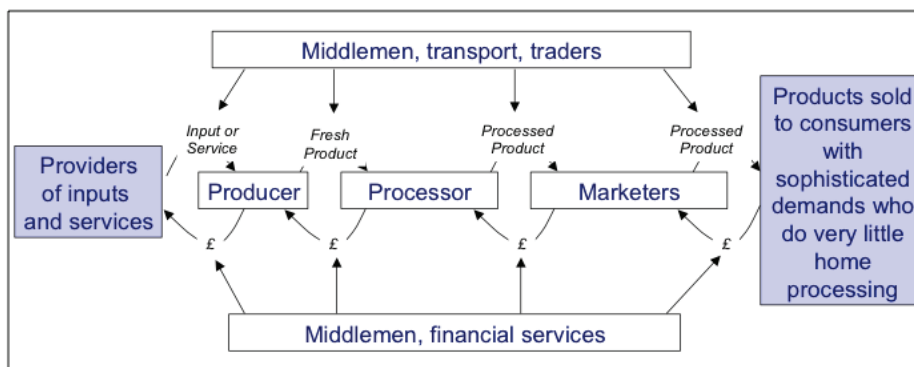 Middlemen, transport, traders
Input or
Service
Fresh
Product
Processed
Product
Processed
Product
Providers
of inputs
and services
Producer
Processor
Marketers
Products sold
to consumers
with
sophisticated
demands who
do very little
home
processing
£
£
£
£
Middlemen, financial services